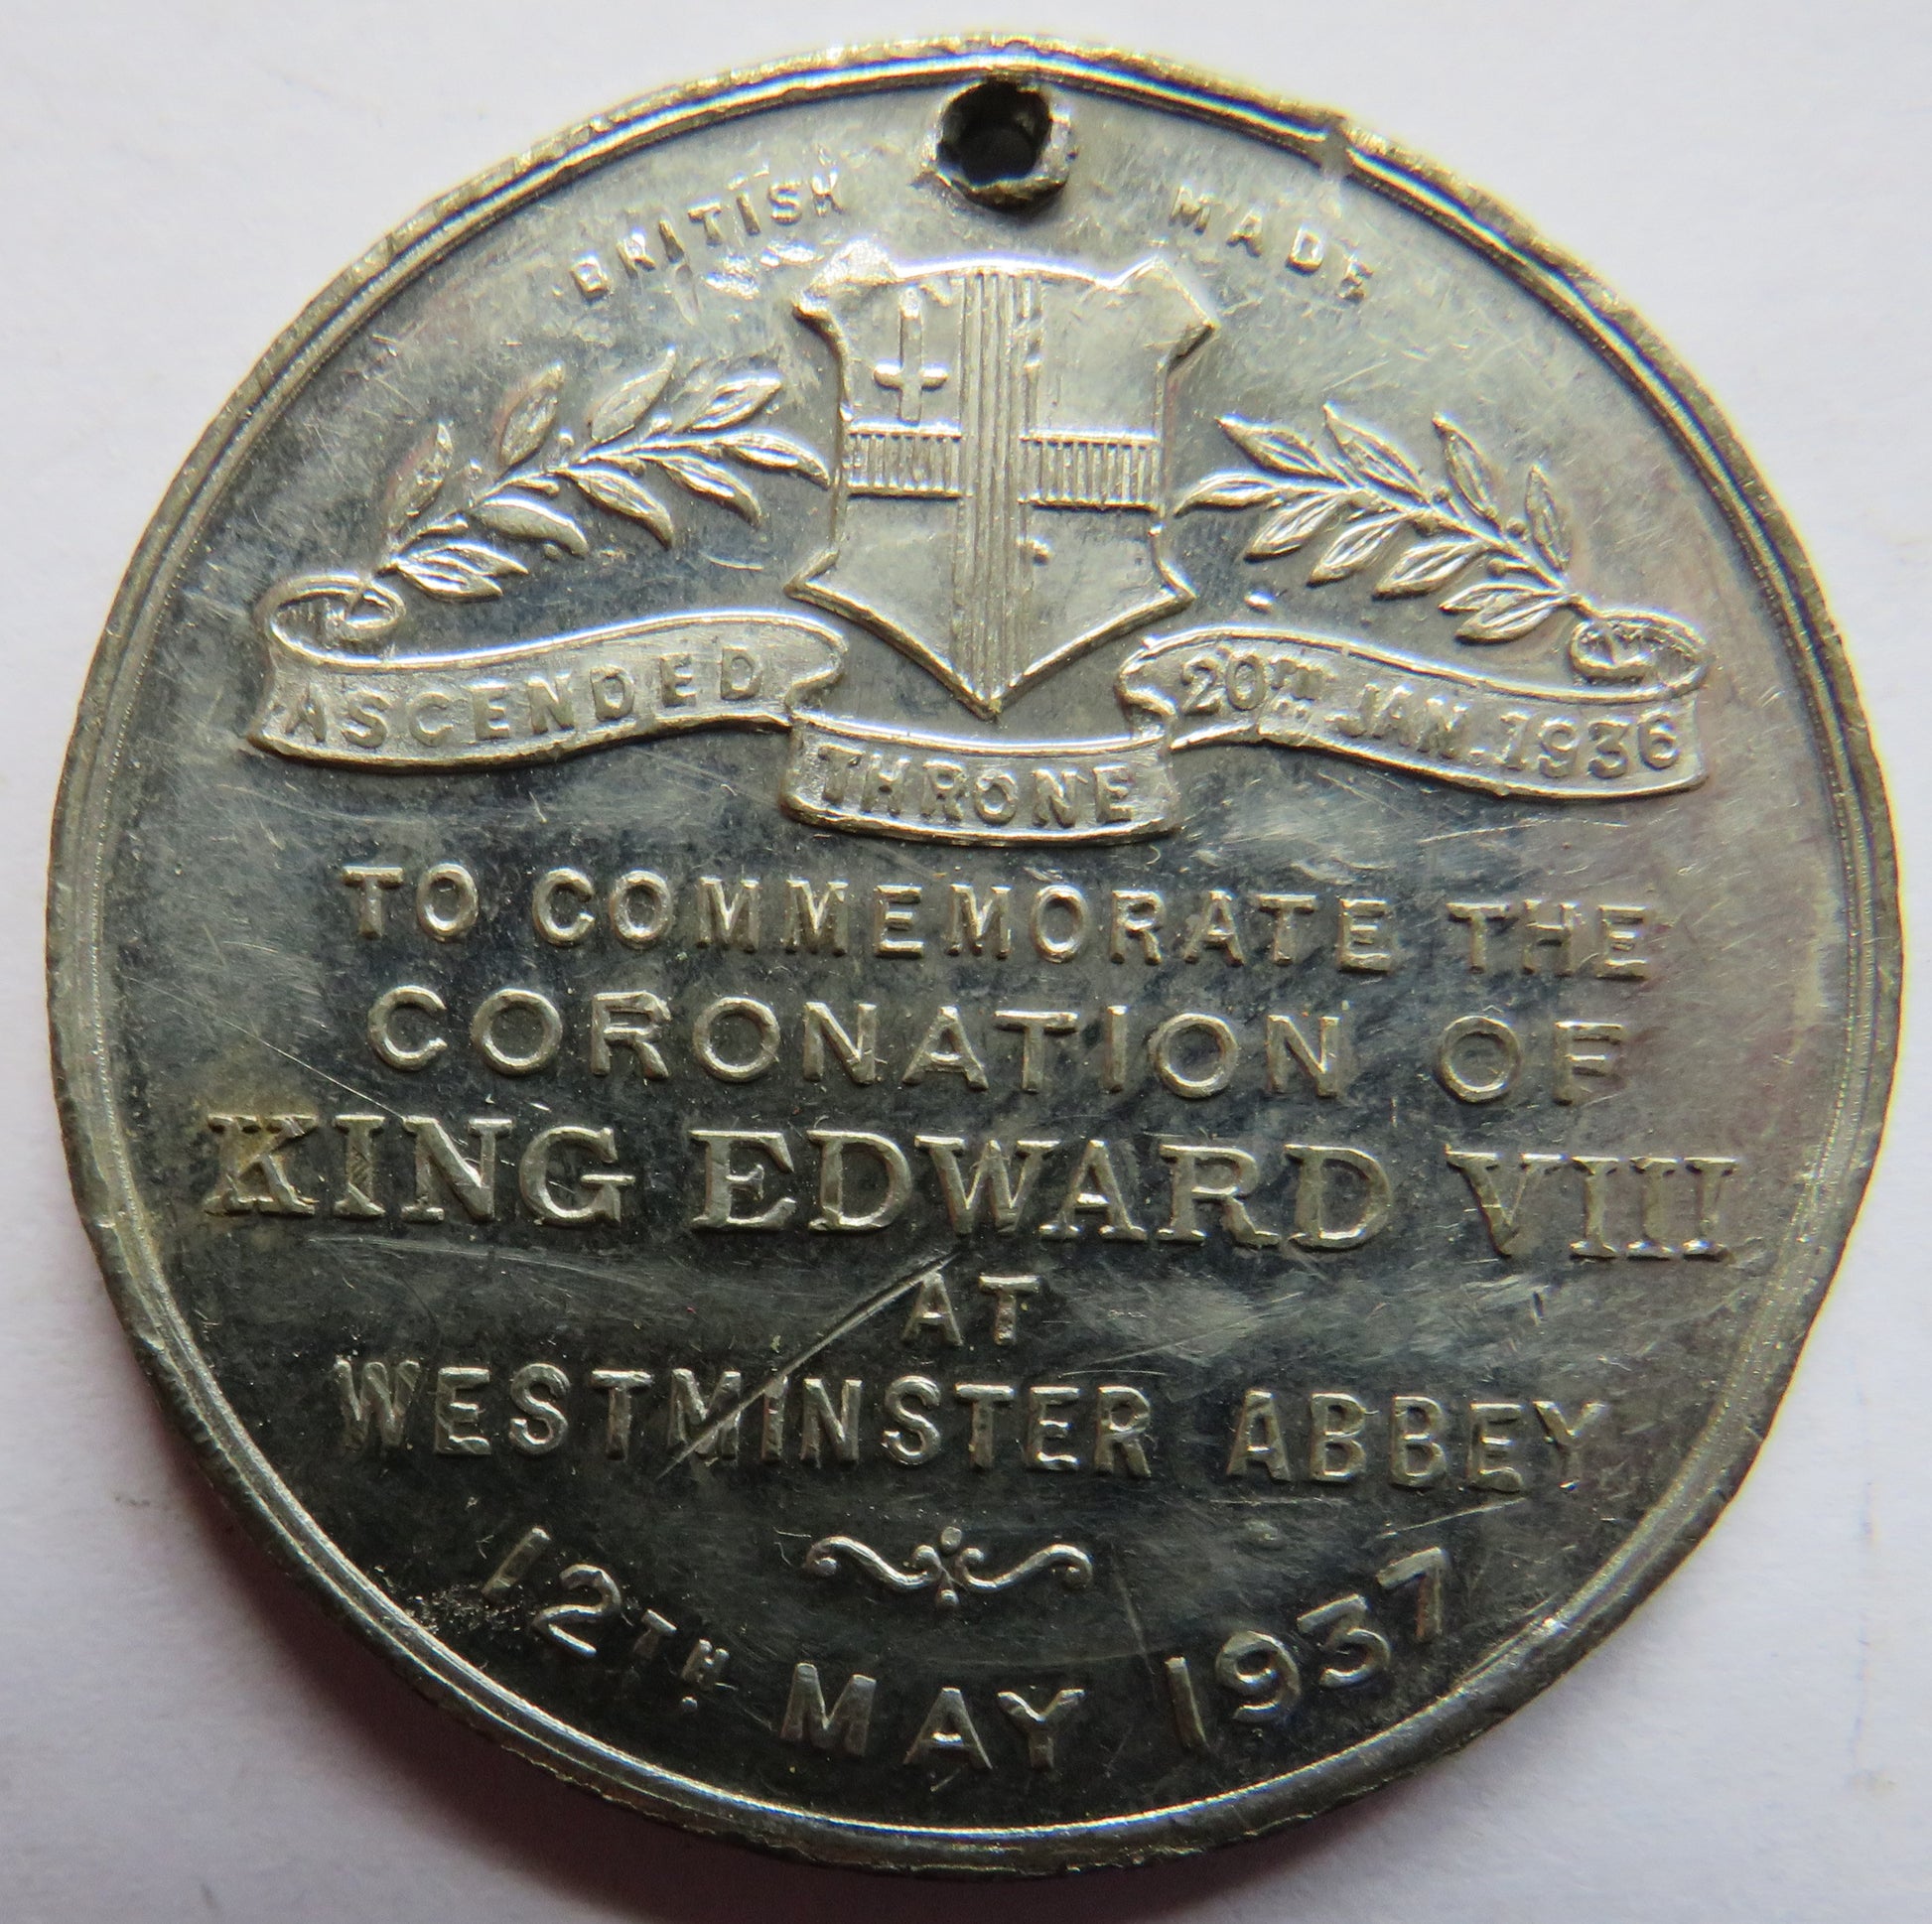 BRITISH MADE
ASCENDED THRONE 20TH JAN. 1936
TO COMMEMORATE THE
CORONATION OF
KING EDWARD VIII
AT
WESTMINSTER ABBEY
12TH MAY 1937